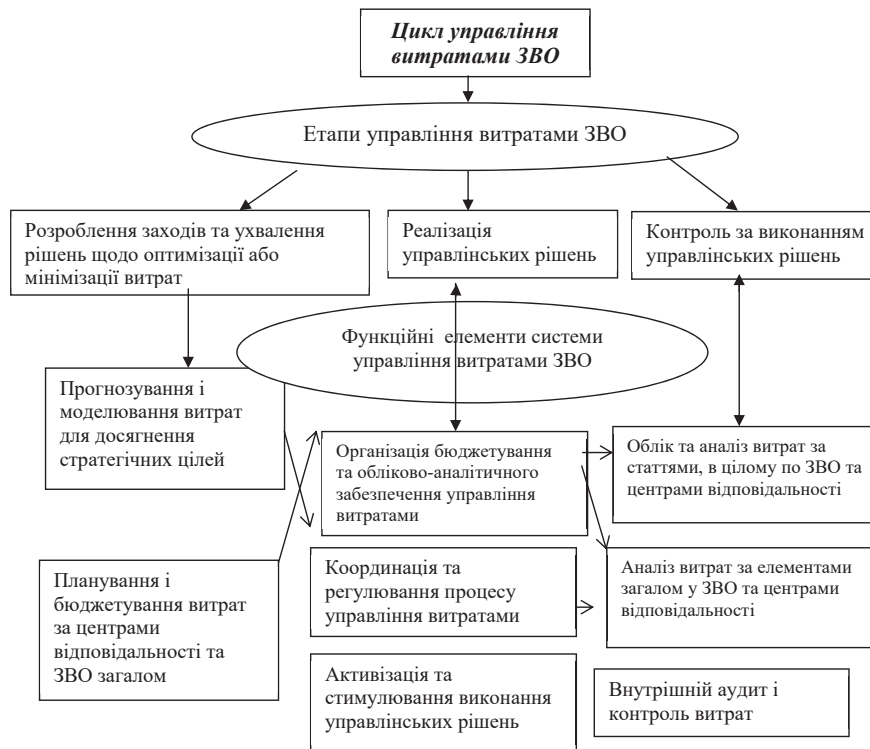 Цикл управління
витратами ЗВО
Етапи управління витратами ЗВО
Розроблення заходів та ухвалення
рішень щодо оптимізації або
мінімізації витрат
Реалізація
управлінських рішень
Контроль за виконанням
управлінських рішень
Функційні елементи системи
управління витратами ЗВО
Прогнозування і
моделювання витрат
для досягнення
стратегічних цілей
Організація бюджетування
та обліково-аналітичного
забезпечення управління
витратами
Облік та аналіз витрат за
статтями, в цілому по ЗВО та
центрами відповідальності
Планування і
бюджетування витрат
за центрами
відповідальності та
ЗВО загалом
Координація та
регулювання процесу
управління витратами
Аналіз витрат за елементами
загалом у ЗВО та центрами
відповідальності
Активізація та
стимулювання виконання
управлінських рішень
Внутрішній аудит і
контроль витрат